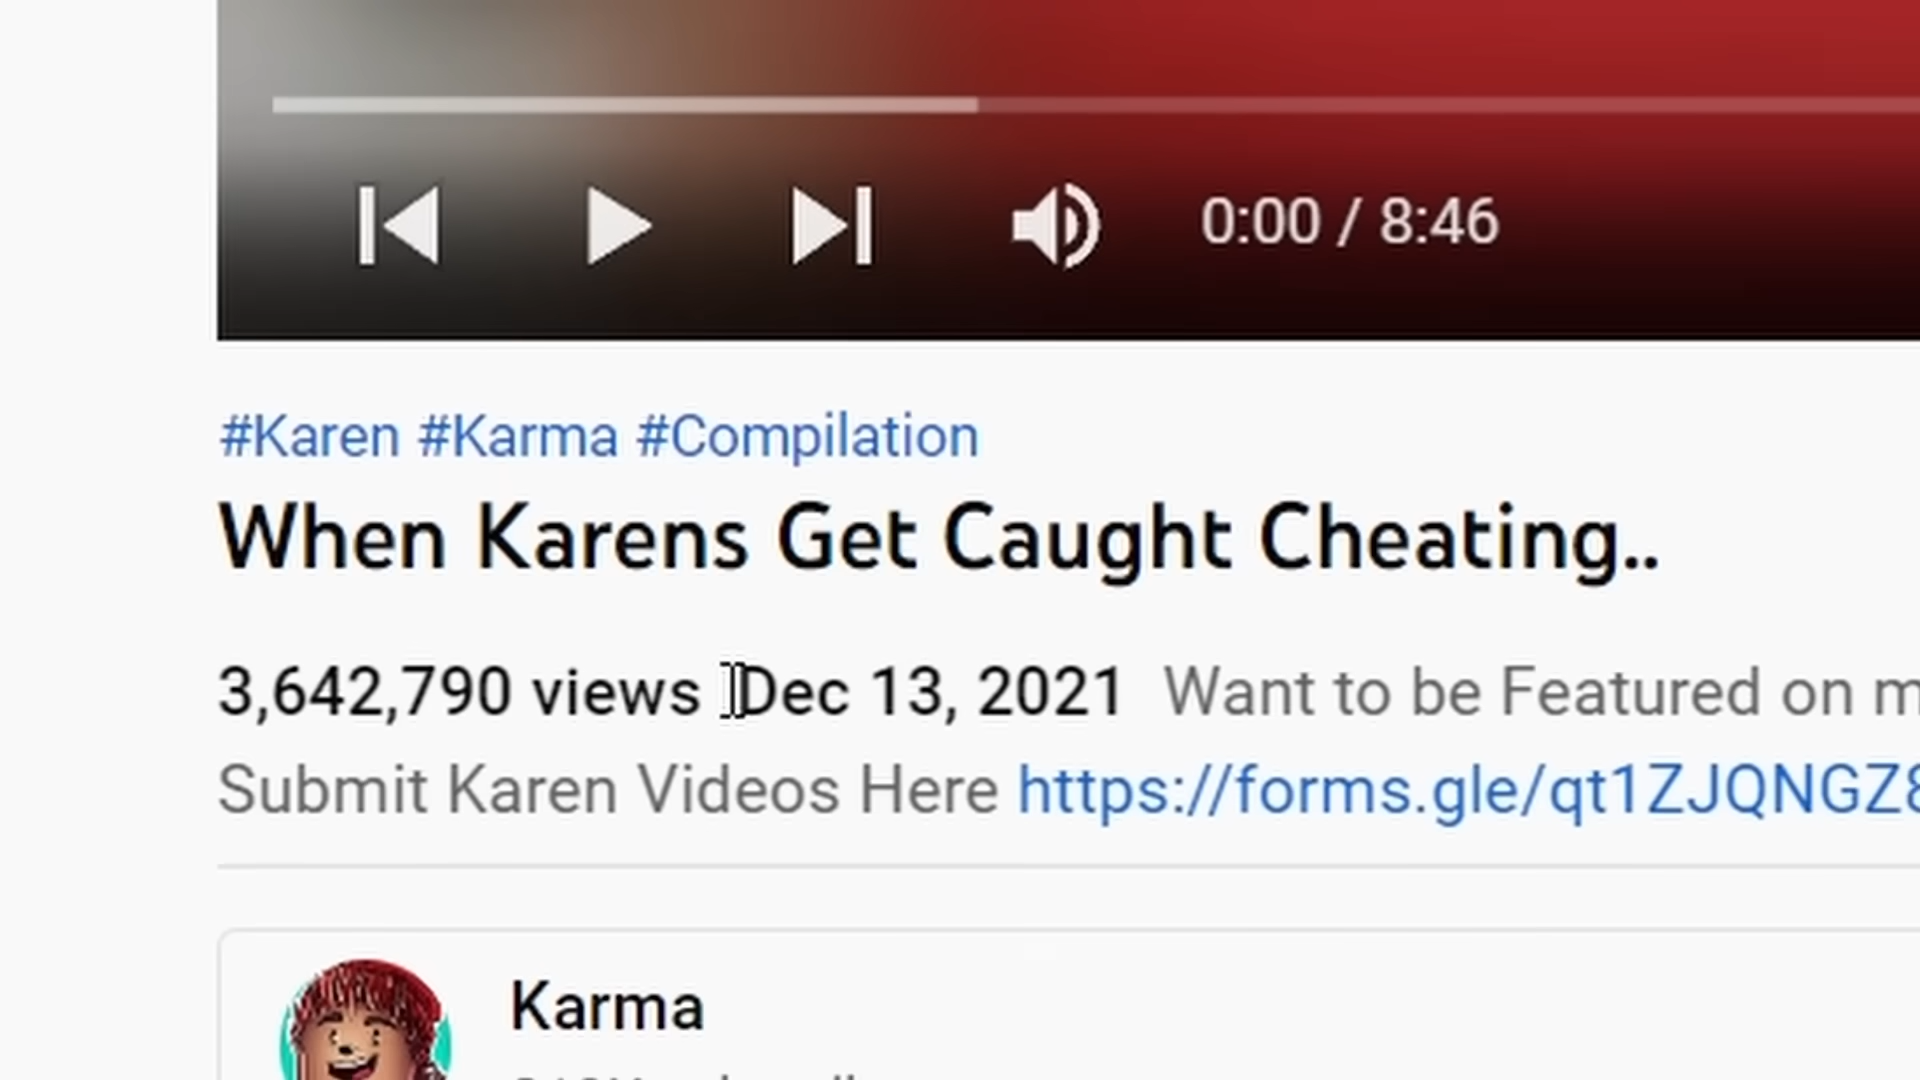 0:00 / 8:46
#Karen #Karma #Compilation
When Karens Get Caught Cheating..
3,642,790 views Dec 13, 2021 Want to be Featured on
Submit Karen Videos Here https://forms.gle/qt1ZJQNGZ8
Karma